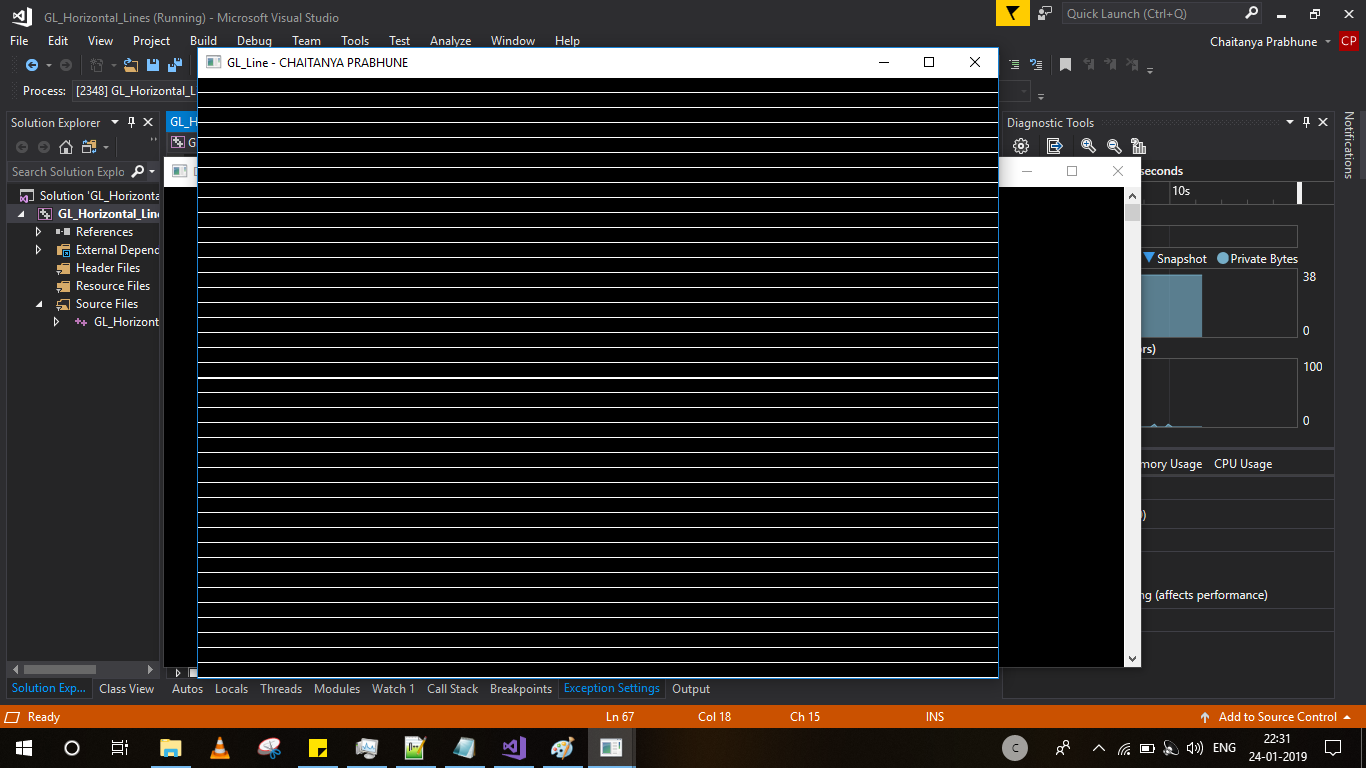 GL_Horizontal_Lines (Running) - Microsoft Visual Studio
Quick Launch (Ctrl+Q)
File Edit View Project Build Debug Team Tools Test Analyze Window Help
Chaitanya Prabhune CP
GL_Line - CHAITANYA PRABHUNE
Process: [2348] GL_Horizontal_L
Solution Explorer
GL_H
Diagnostic Tools
Notifications
G
Search Solution Explo
seconds
Solution 'GL_Horizonta
10s
GL_Horizontal_Line
References
External Depend
Snapshot Private Bytes
Header Files
38
Resource Files
Source Files
GL_Horizont
0
rs)
100
0
mory Usage CPU Usage
ng (affects performance)
Solution Exp... Class View Autos Locals Threads Modules Watch 1 Call Stack Breakpoints Exception Settings Output
Ready Ln 67 Col 18 Ch 15 INS Add to Source Control
C ENG 22:31
24-01-2019